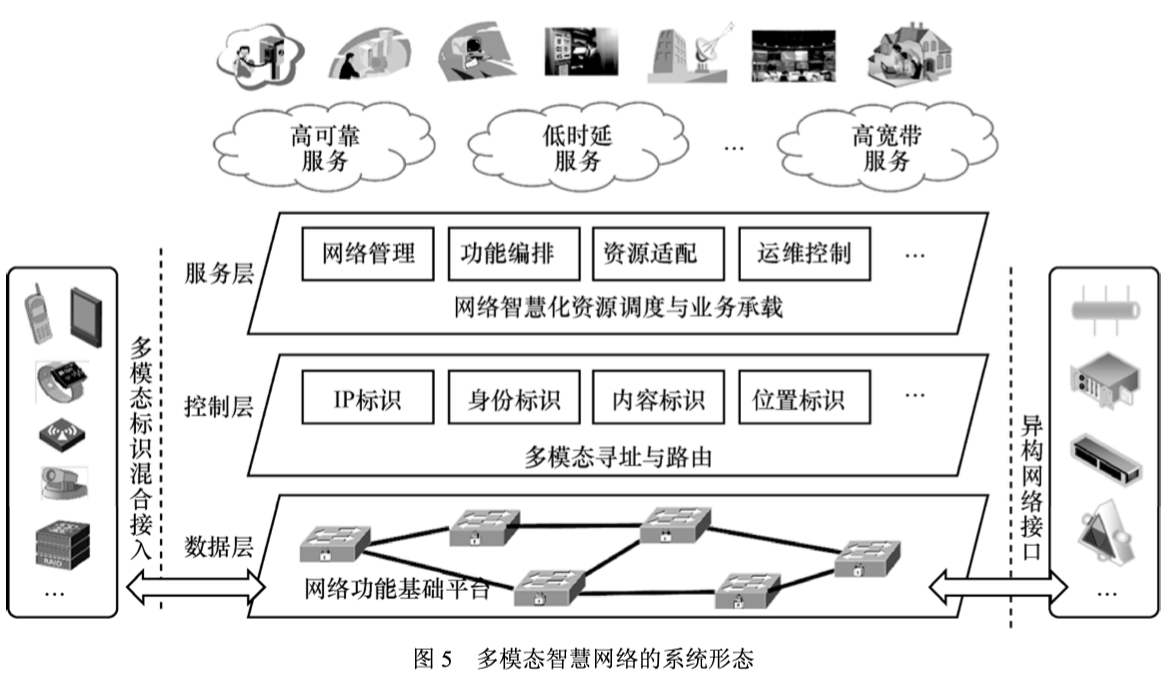 高可靠
服务
低时延
服务
…
高宽带
服务
服务层
网络管理
功能编排
资源适配
运维控制
…
网络智慧化资源调度与业务承载
多模态标识混合接入
控制层
IP标识
身份标识
内容标识
位置标识
…
多模态寻址与路由
异构网络接口
数据层
网络功能基础平台
RAID
…
…
图 5 多模态智慧网络的系统形态